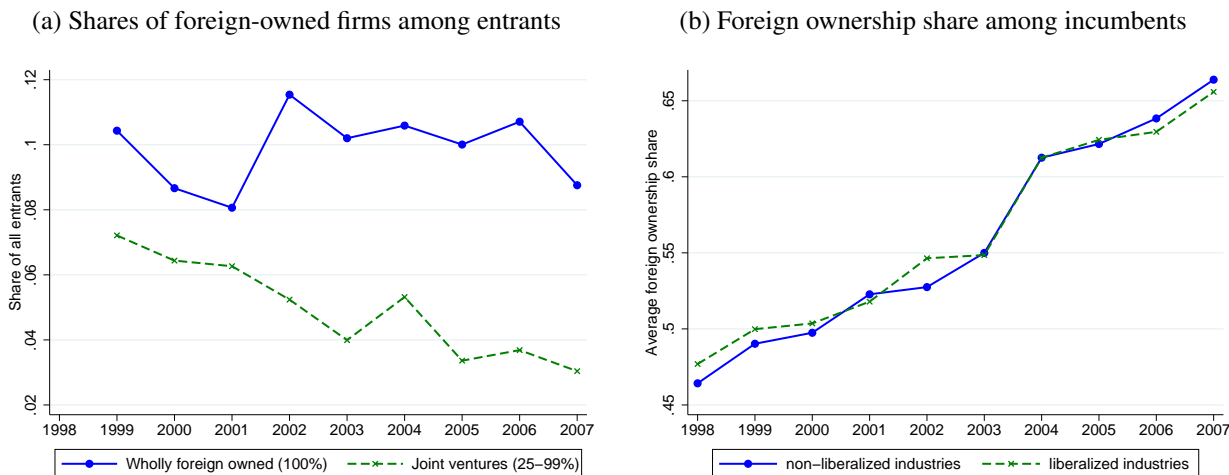 (a) Shares of foreign-owned firms among entrants
Share of all entrants
.12
.1
.08
.06
.04
.02
1998 1999 2000 2001 2002 2003 2004 2005 2006 2007
Wholly foreign owned (100%) Joint ventures (25−99%)
(b) Foreign ownership share among incumbents
Average foreign ownership share
.65
.6
.55
.5
.45
1998 1999 2000 2001 2002 2003 2004 2005 2006 2007
non−liberalized industries liberalized industries